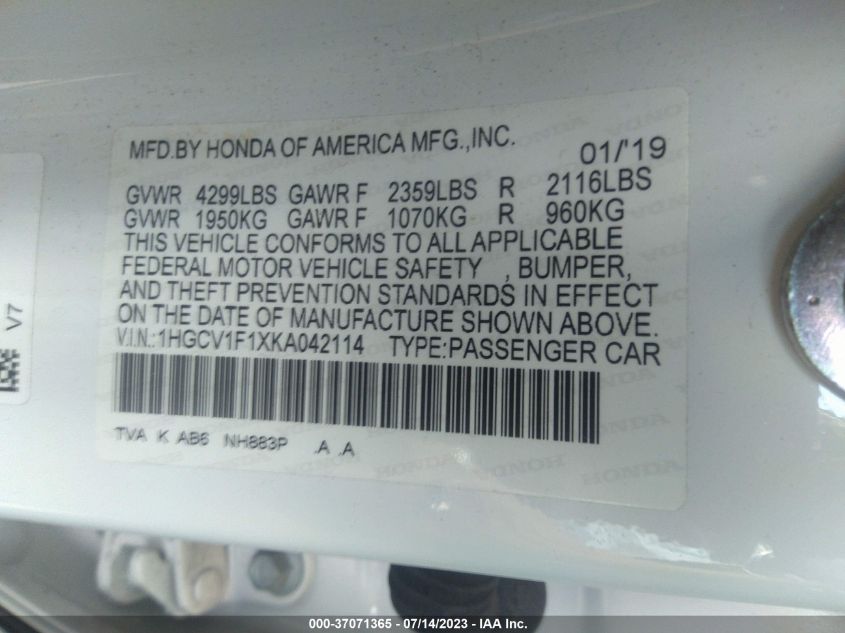 MFD.BY HONDA OF AMERICA MFG.,INC. 01/'19
GVWR 4299LBS GAWR F 2359LBS R 2116LBS
GVWR 1950KG GAWR F 1070KG R 960KG
THIS VEHICLE CONFORMS TO ALL APPLICABLE
FEDERAL MOTOR VEHICLE SAFETY , BUMPER,
AND THEFT PREVENTION STANDARDS IN EFFECT
ON THE DATE OF MANUFACTURE SHOWN ABOVE.
V.I.N.:1HGCV1F1XKA042114 TYPE:PASSENGER CAR
TVA K AB6 NH883P .A .A
V7
HONDA HONDA HONDA
000-37071365 - 07/14/2023 - IAA Inc.